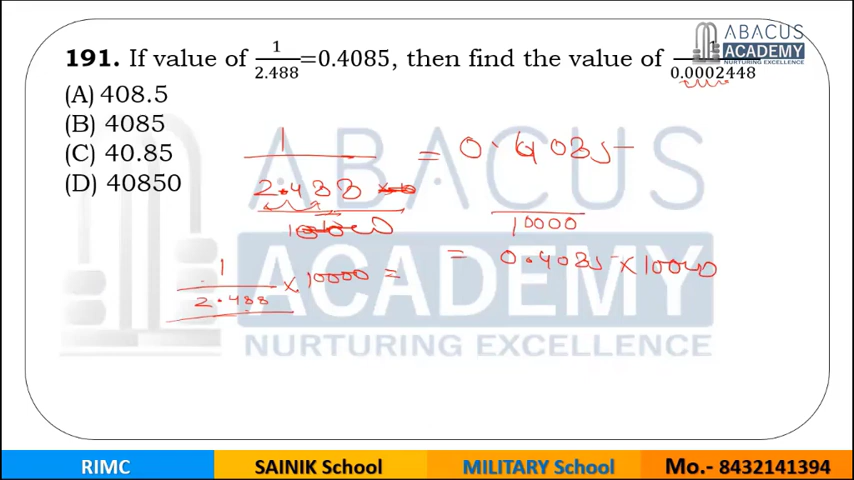 ABACUS
ACADEMY
NURTURING EXCELLENCE
191. If value of 1/2.488=0.4085, then find the value of 1/0.0002448
(A) 408.5
(B) 4085
(C) 40.85
(D) 40850
1/2.488 = 0.4085
10000
= 0.4085 × 10000
1/2.488 × 10000 =
ABACUS
ACADEMY
NURTURING EXCELLENCE
RIMC
SAINIK School
MILITARY School
Mo.- 8432141394